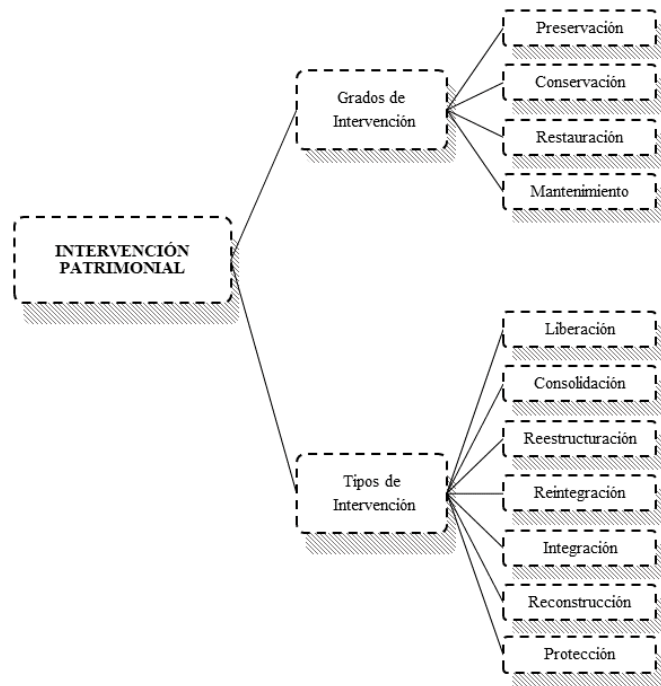 INTERVENCIÓN
PATRIMONIAL
Grados de
Intervención
Preservación
Conservación
Restauración
Mantenimiento
Tipos de
Intervención
Liberación
Consolidación
Reestructuración
Reintegración
Integración
Reconstrucción
Protección